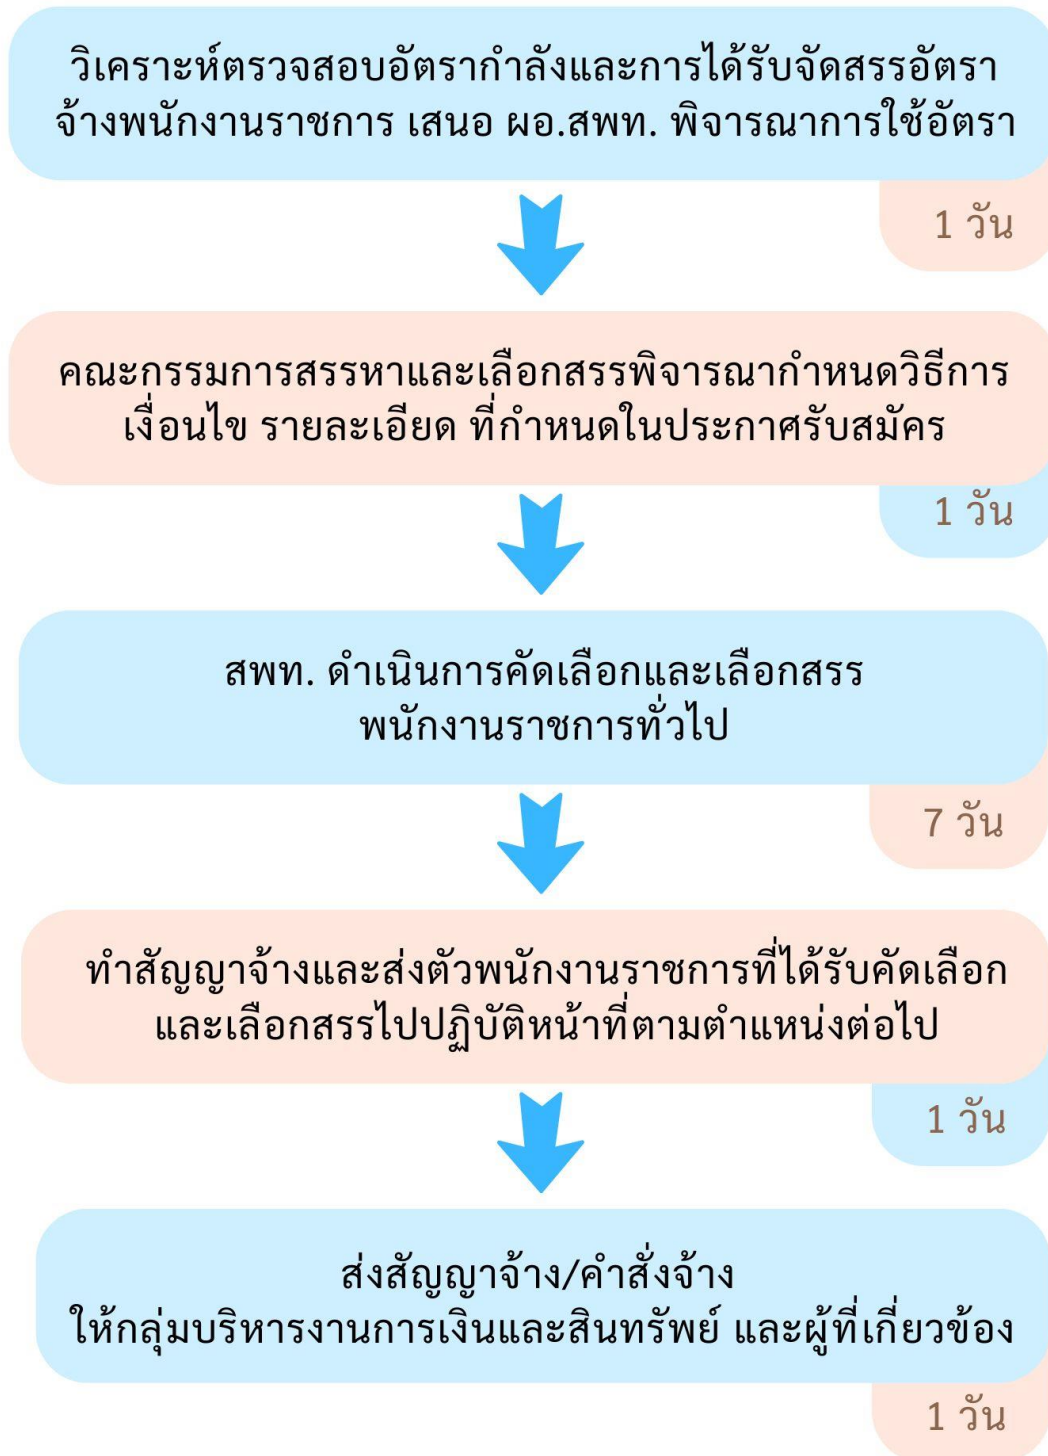 วิเคราะห์ตรวจสอบอัตรากำลังและการได้รับจัดสรรอัตรา
จ้างพนักงานราชการ เสนอ ผอ.สพท. พิจารณาการใช้อัตรา
1 วัน
คณะกรรมการสรรหาและเลือกสรรพิจารณากำหนดวิธีการ
เงื่อนไข รายละเอียด ที่กำหนดในประกาศรับสมัคร
1 วัน
สพท. ดำเนินการคัดเลือกและเลือกสรร
พนักงานราชการทั่วไป
7 วัน
ทำสัญญาจ้างและส่งตัวพนักงานราชการที่ได้รับคัดเลือก
และเลือกสรรไปปฏิบัติหน้าที่ตามตำแหน่งต่อไป
1 วัน
ส่งสัญญาจ้าง/คำสั่งจ้าง
ให้กลุ่มบริหารงานการเงินและสินทรัพย์ และผู้ที่เกี่ยวข้อง
1 วัน